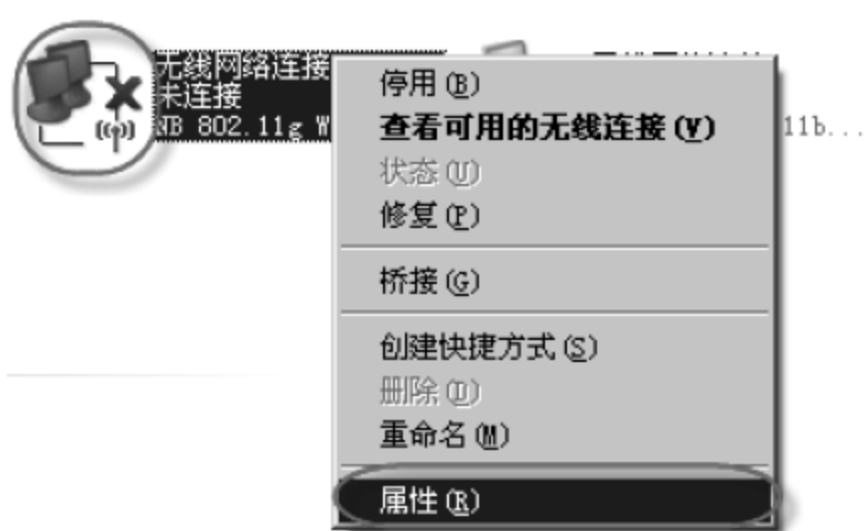 无线网络连接
未连接
NB 802.11g W
11b...
停用(B)
查看可用的无线连接(V)
状态(U)
修复(P)
桥接(G)
创建快捷方式(S)
删除(D)
重命名(M)
属性(R)